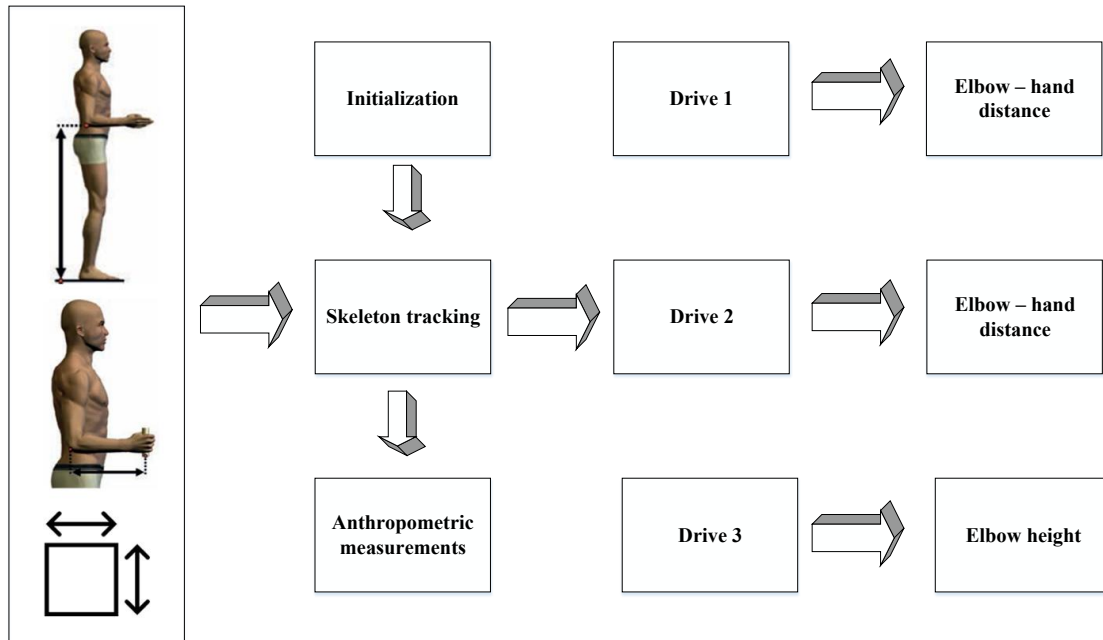 Initialization
Drive 1
Elbow – hand
distance
Skeleton tracking
Drive 2
Elbow – hand
distance
Anthropometric
measurements
Drive 3
Elbow height